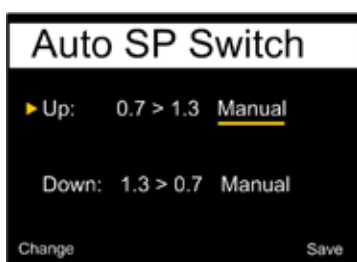 Auto SP Switch
Up: 0.7 > 1.3 Manual
Down: 1.3 > 0.7 Manual
Change Save